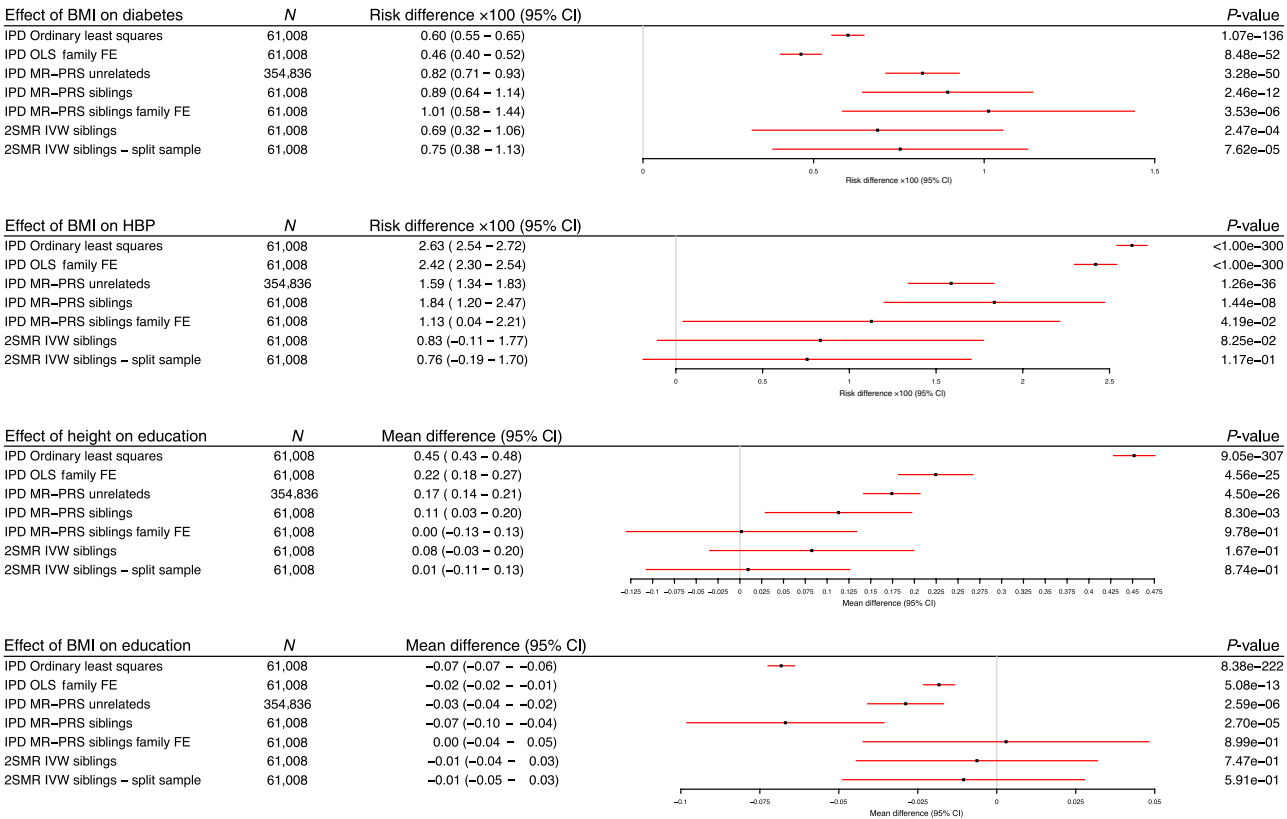 Effect of BMI on diabetes N Risk difference ×100 (95% CI) P-value
IPD Ordinary least squares 61,008 0.60 (0.55 − 0.65) 1.07e−136
IPD OLS family FE 61,008 0.46 (0.40 − 0.52) 8.48e−52
IPD MR−PRS unrelateds 354,836 0.82 (0.71 − 0.93) 3.28e−50
IPD MR−PRS siblings 61,008 0.89 (0.64 − 1.14) 2.46e−12
IPD MR−PRS siblings family FE 61,008 1.01 (0.58 − 1.44) 3.53e−06
2SMR IVW siblings 61,008 0.69 (0.32 − 1.06) 2.47e−04
2SMR IVW siblings − split sample 61,008 0.75 (0.38 − 1.13) 7.62e−05
0 0.5 1 1.5
Risk difference ×100 (95% CI)
Effect of BMI on HBP N Risk difference ×100 (95% CI) P-value
IPD Ordinary least squares 61,008 2.63 ( 2.54 − 2.72) <1.00e−300
IPD OLS family FE 61,008 2.42 ( 2.30 − 2.54) <1.00e−300
IPD MR−PRS unrelateds 354,836 1.59 ( 1.34 − 1.83) 1.26e−36
IPD MR−PRS siblings 61,008 1.84 ( 1.20 − 2.47) 1.44e−08
IPD MR−PRS siblings family FE 61,008 1.13 ( 0.04 − 2.21) 4.19e−02
2SMR IVW siblings 61,008 0.83 (−0.11 − 1.77) 8.25e−02
2SMR IVW siblings − split sample 61,008 0.76 (−0.19 − 1.70) 1.17e−01
0 0.5 1 1.5 2 2.5
Risk difference ×100 (95% CI)
Effect of height on education N Mean difference (95% CI) P-value
IPD Ordinary least squares 61,008 0.45 ( 0.43 − 0.48) 9.05e−307
IPD OLS family FE 61,008 0.22 ( 0.18 − 0.27) 4.56e−25
IPD MR−PRS unrelateds 354,836 0.17 ( 0.14 − 0.21) 4.50e−26
IPD MR−PRS siblings 61,008 0.11 ( 0.03 − 0.20) 8.30e−03
IPD MR−PRS siblings family FE 61,008 0.00 (−0.13 − 0.13) 9.78e−01
2SMR IVW siblings 61,008 0.08 (−0.03 − 0.20) 1.67e−01
2SMR IVW siblings − split sample 61,008 0.01 (−0.11 − 0.13) 8.74e−01
−0.125 −0.1 −0.075 −0.05 −0.025 0 0.025 0.05 0.075 0.1 0.125 0.15 0.175 0.2 0.225 0.25 0.275 0.3 0.325 0.35 0.375 0.4 0.425 0.45 0.475
Mean difference (95% CI)
Effect of BMI on education N Mean difference (95% CI) P-value
IPD Ordinary least squares 61,008 −0.07 (−0.07 − −0.06) 8.38e−222
IPD OLS family FE 61,008 −0.02 (−0.02 − −0.01) 5.08e−13
IPD MR−PRS unrelateds 354,836 −0.03 (−0.04 − −0.02) 2.59e−06
IPD MR−PRS siblings 61,008 −0.07 (−0.10 − −0.04) 2.70e−05
IPD MR−PRS siblings family FE 61,008 0.00 (−0.04 − 0.05) 8.99e−01
2SMR IVW siblings 61,008 −0.01 (−0.04 − 0.03) 7.47e−01
2SMR IVW siblings − split sample 61,008 −0.01 (−0.05 − 0.03) 5.91e−01
−0.1 −0.075 −0.05 −0.025 0 0.025 0.05
Mean difference (95% CI)